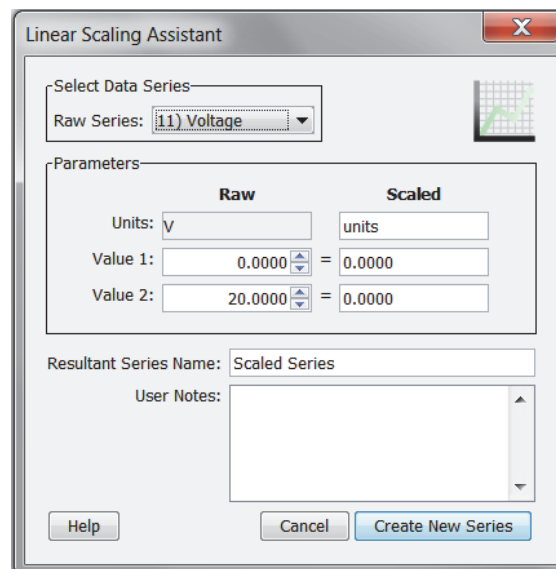 Linear Scaling Assistant
X
Select Data Series
Raw Series: 11) Voltage
Parameters
Raw Scaled
Units: V units
Value 1: 0.0000 = 0.0000
Value 2: 20.0000 = 0.0000
Resultant Series Name: Scaled Series
User Notes:
Help Cancel Create New Series